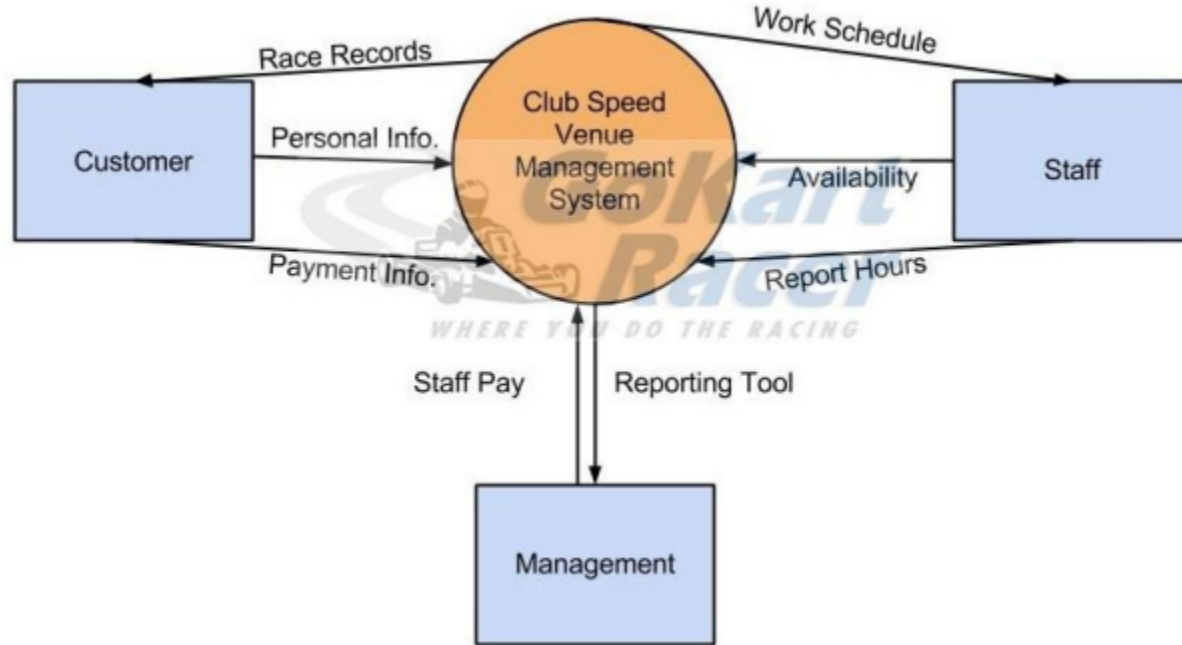 Work Schedule
Race Records
Club Speed
Venue
Management
System
Customer
Personal Info.
Availability
Staff
Payment Info.
Report Hours
GoKart
Racer
WHERE YOU DO THE RACING
Staff Pay
Reporting Tool
Management